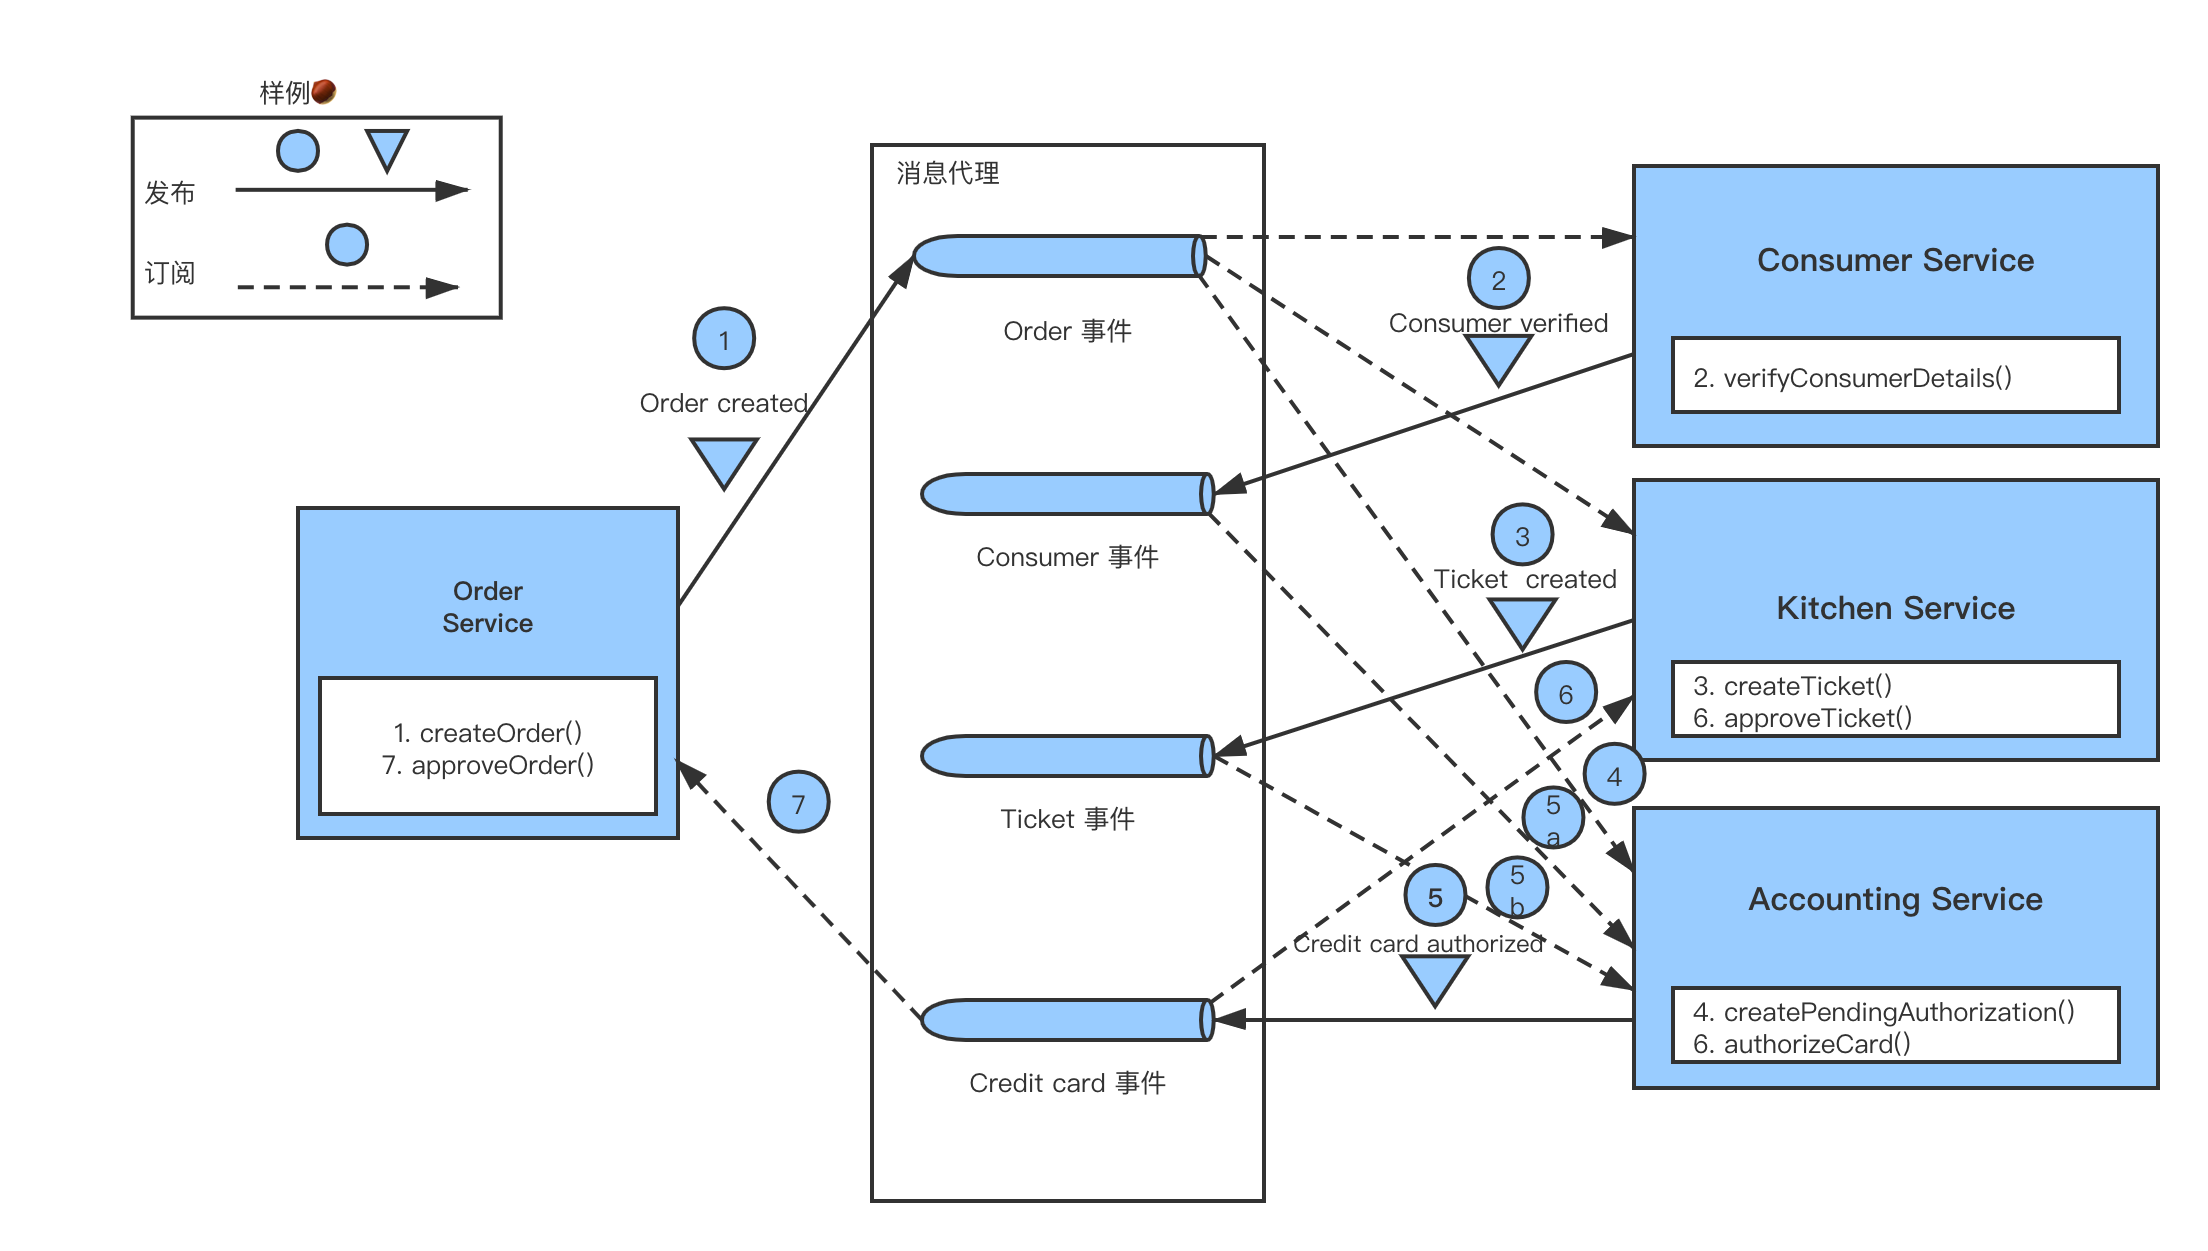 样例🌰
发布
订阅
1
Order created
Order
Service
1. createOrder()
7. approveOrder()
7
消息代理
Order 事件
Consumer 事件
Ticket 事件
Credit card 事件
2
Consumer verified
3
Ticket created
6
4
5
a
5
b
5
Credit card authorized
Consumer Service
2. verifyConsumerDetails()
Kitchen Service
3. createTicket()
6. approveTicket()
Accounting Service
4. createPendingAuthorization()
6. authorizeCard()